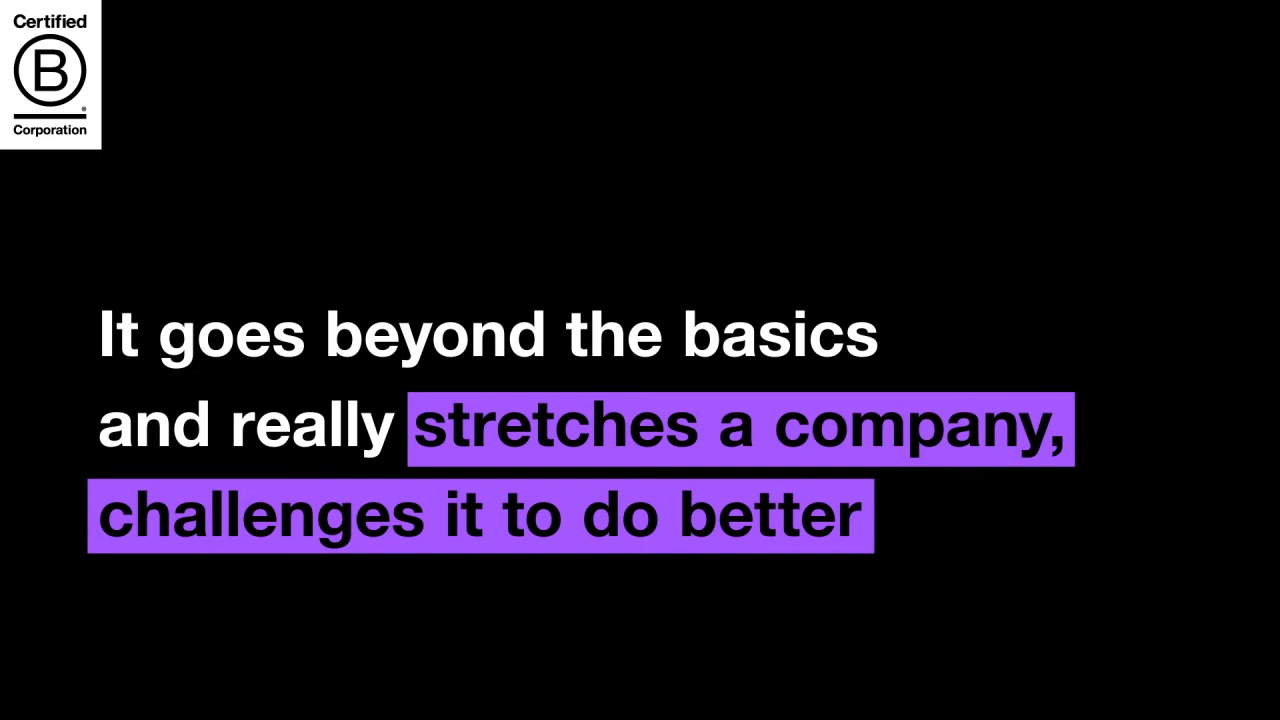 Certified
B
®
Corporation
It goes beyond the basics
and really stretches a company,
challenges it to do better